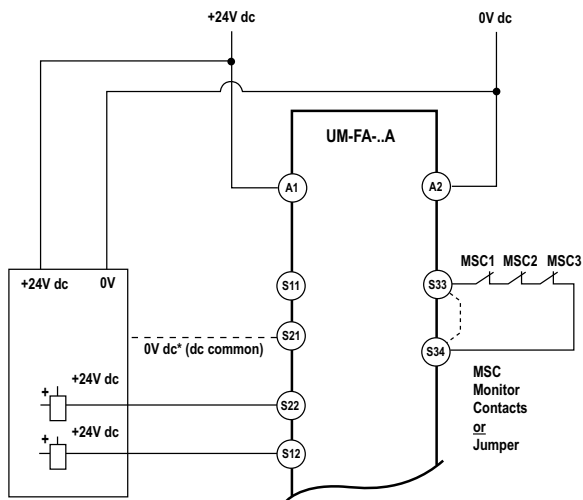 +24V dc
0V dc
UM-FA-..A
A1
A2
+24V dc
0V
S11
S33
MSC1
MSC2
MSC3
S21
0V dc* (dc common)
S34
MSC
Monitor
Contacts
or
Jumper
+
+24V dc
S22
+
+24V dc
S12